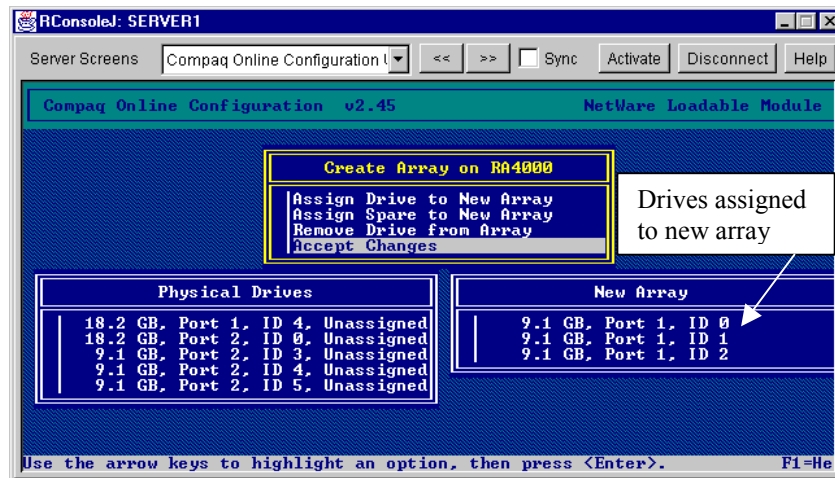 RConsoleJ: SERVER1
Server Screens Compaq Online Configuration << >> Sync Activate Disconnect Help
Compaq Online Configuration v2.45 NetWare Loadable Module
Create Array on RA4000
Assign Drive to New Array
Assign Spare to New Array
Remove Drive from Array
Accept Changes
Drives assigned
to new array
Physical Drives
18.2 GB, Port 1, ID 4, Unassigned
18.2 GB, Port 2, ID 0, Unassigned
9.1 GB, Port 2, ID 3, Unassigned
9.1 GB, Port 2, ID 4, Unassigned
9.1 GB, Port 2, ID 5, Unassigned
New Array
9.1 GB, Port 1, ID 0
9.1 GB, Port 1, ID 1
9.1 GB, Port 1, ID 2
Use the arrow keys to highlight an option, then press <Enter>. F1=He